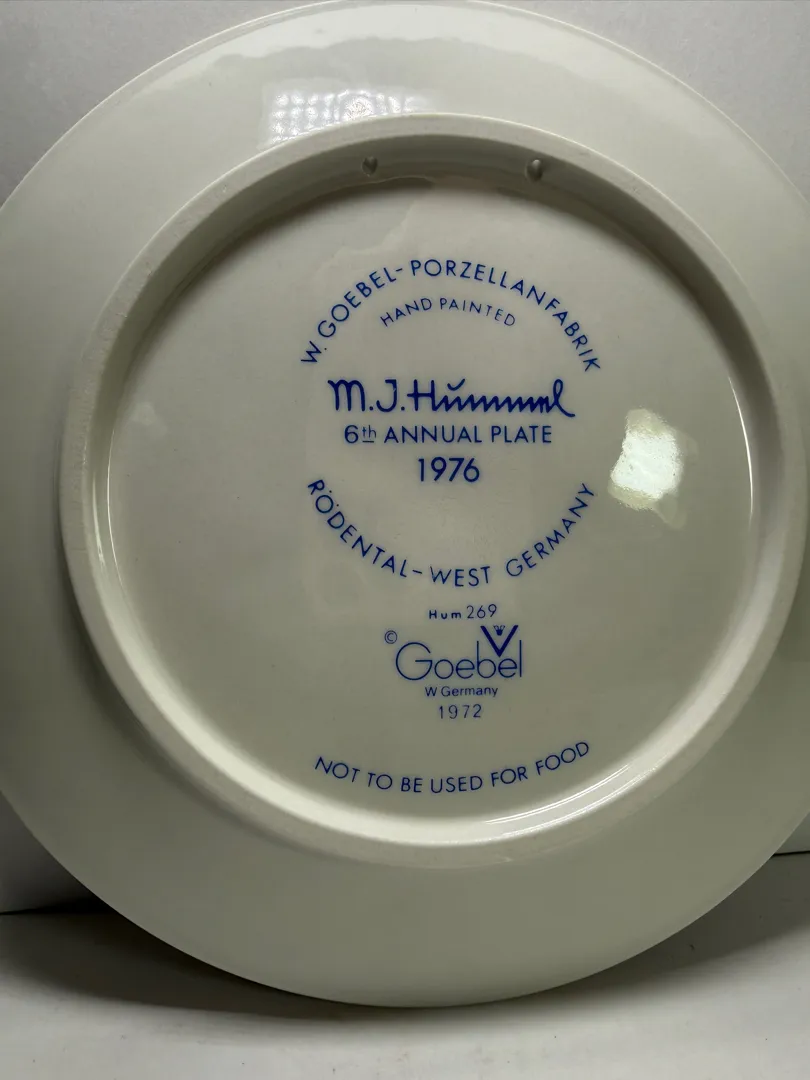 W. GOEBEL-PORZELLANFABRIK
HAND PAINTED
M.J.Hummel
6th ANNUAL PLATE
1976
RÖDENTAL-WEST GERMANY
Hum 269
© Goebel
W Germany
1972
NOT TO BE USED FOR FOOD